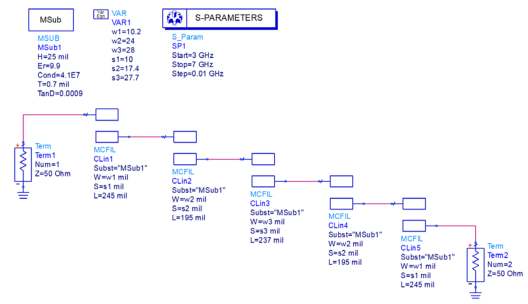 MSub
MSUB
MSub1
H=25 mil
Er=9.9
Cond=4.1E7
T=0.7 mil
TanD=0.0009
VAR
VAR1
w1=10.2
w2=24
w3=28
s1=10
s2=17.4
s3=27.7
S-PARAMETERS
S_Param
SP1
Start=3 GHz
Stop=7 GHz
Step=0.01 GHz
Term
Term1
Num=1
Z=50 Ohm
MCFIL
CLin1
Subst="MSub1"
W=w1 mil
S=s1 mil
L=245 mil
MCFIL
CLin2
Subst="MSub1"
W=w2 mil
S=s2 mil
L=195 mil
MCFIL
CLin3
Subst="MSub1"
W=w3 mil
S=s3 mil
L=237 mil
MCFIL
CLin4
Subst="MSub1"
W=w2 mil
S=s2 mil
L=195 mil
MCFIL
CLin5
Subst="MSub1"
W=w1 mil
S=s1 mil
L=245 mil
Term
Term2
Num=2
Z=50 Ohm